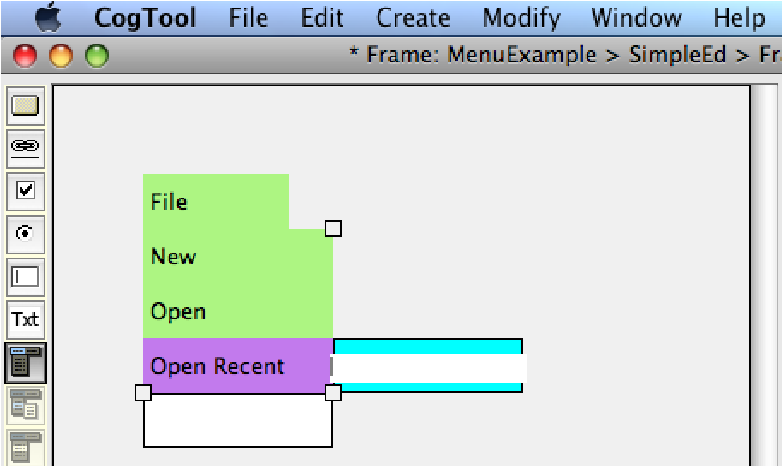 CogTool File Edit Create Modify Window Help
* Frame: MenuExample > SimpleEd > Fr
File
New
Open
Txt
Open Recent